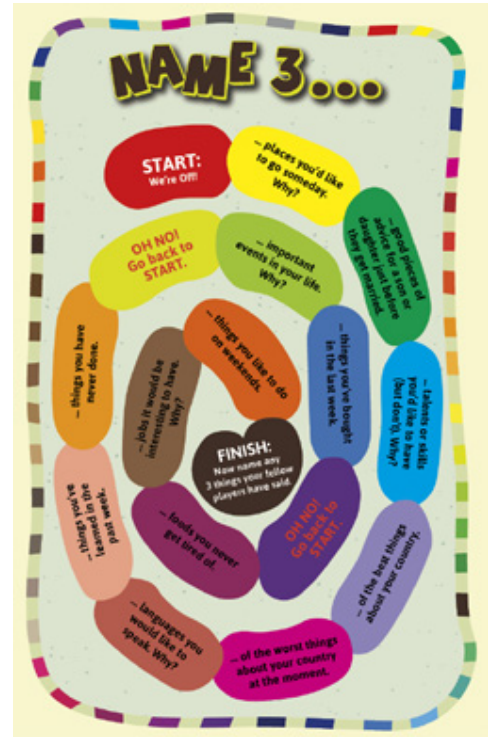 NAME 3...
START:
We're Off!
... places you'd like
to go someday.
Why?
... good pieces of
advice for a son or
daughter just before
they get married.
... talents or skills
you'd like to have
(but don't). Why?
... of the best things
about your country.
... of the worst things
about your country
at the moment.
... languages you
would like to
speak. Why?
... things you've
learned in the
past week.
... things you have
never done.
OH NO!
Go back to
START.
... important
events in your life.
Why?
... things you've bought
in the last week.
OH NO!
Go back to
START.
... foods you never
get tired of.
... jobs it would be
interesting to have.
Why?
... things you like to do
on weekends.
FINISH:
Now name any
3 things your fellow
players have said.